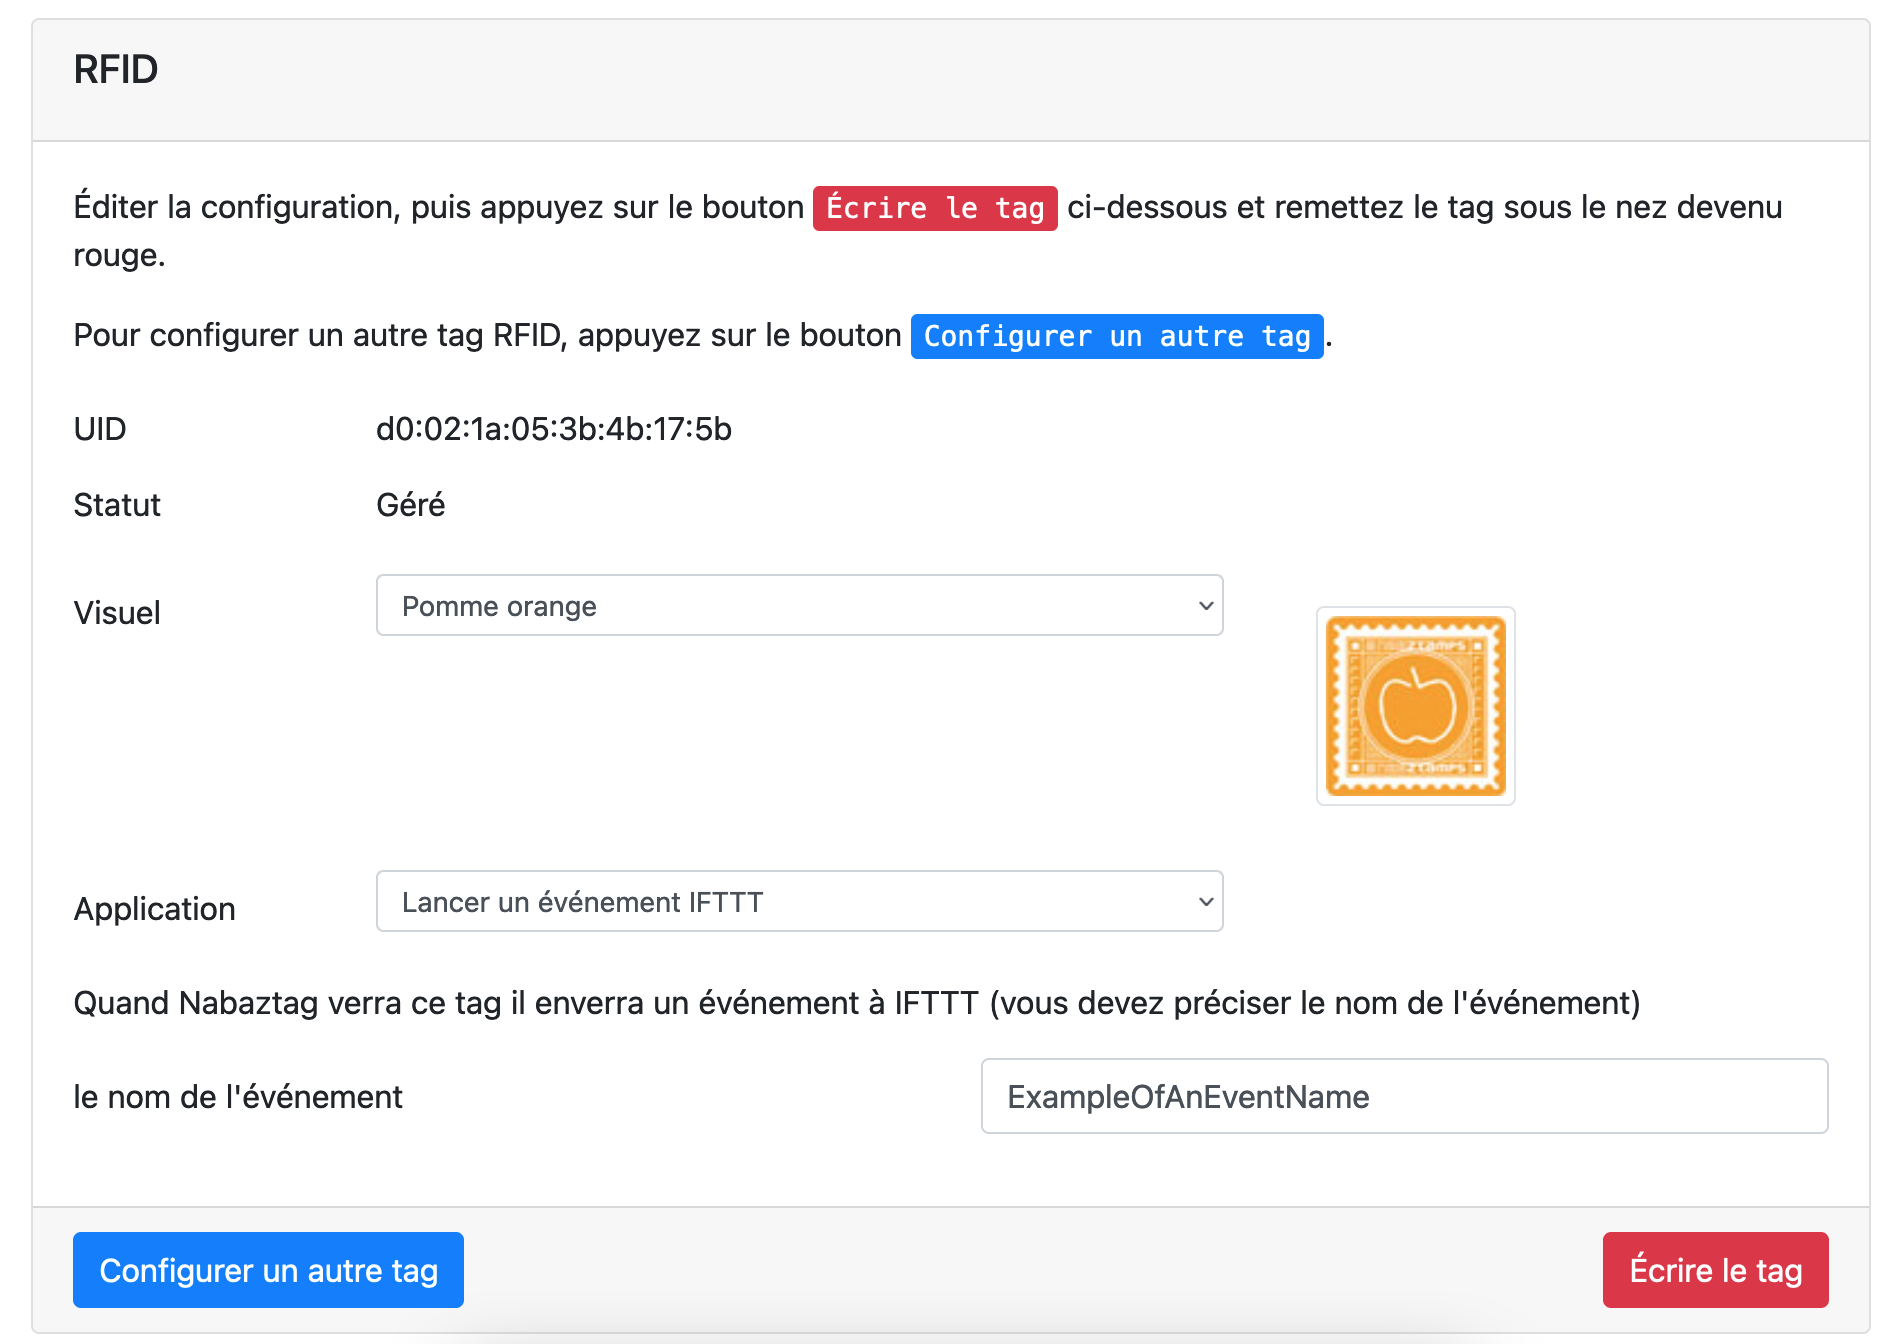 RFID
Éditer la configuration, puis appuyez sur le bouton Écrire le tag ci-dessous et remettez le tag sous le nez devenu
rouge.
Pour configurer un autre tag RFID, appuyez sur le bouton Configurer un autre tag.
UID d0:02:1a:05:3b:4b:17:5b
Statut Géré
Visuel Pomme orange
Application Lancer un événement IFTTT
Quand Nabaztag verra ce tag il enverra un événement à IFTTT (vous devez préciser le nom de l'événement)
le nom de l'événement ExampleOfAnEventName
Configurer un autre tag Écrire le tag